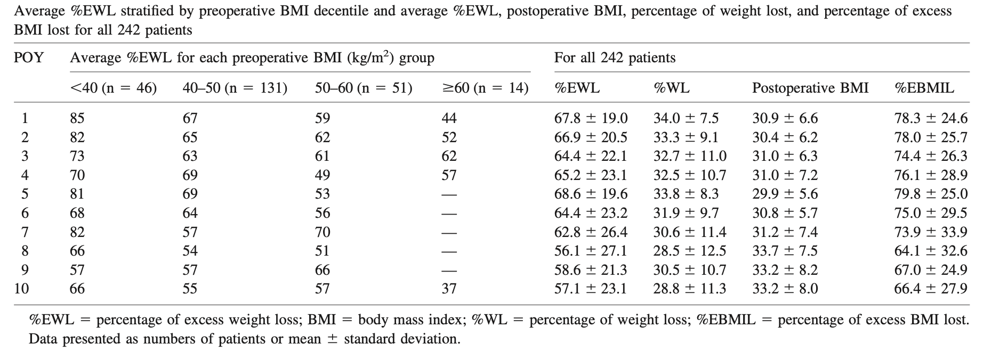 Average %EWL stratified by preoperative BMI decentile and average %EWL, postoperative BMI, percentage of weight lost, and percentage of excess
BMI lost for all 242 patients
POY Average %EWL for each preoperative BMI (kg/m²) group For all 242 patients
<40 (n = 46) 40–50 (n = 131) 50–60 (n = 51) ≥60 (n = 14) %EWL %WL Postoperative BMI %EBMIL
1 85 67 59 44 67.8 ± 19.0 34.0 ± 7.5 30.9 ± 6.6 78.3 ± 24.6
2 82 65 62 52 66.9 ± 20.5 33.3 ± 9.1 30.4 ± 6.2 78.0 ± 25.7
3 73 63 61 62 64.4 ± 22.1 32.7 ± 11.0 31.0 ± 6.3 74.4 ± 26.3
4 70 69 49 57 65.2 ± 23.1 32.5 ± 10.7 31.0 ± 7.2 76.1 ± 28.9
5 81 69 53 — 68.6 ± 19.6 33.8 ± 8.3 29.9 ± 5.6 79.8 ± 25.0
6 68 64 56 — 64.4 ± 23.2 31.9 ± 9.7 30.8 ± 5.7 75.0 ± 29.5
7 82 57 70 — 62.8 ± 26.4 30.6 ± 11.4 31.2 ± 7.4 73.9 ± 33.9
8 66 54 51 — 56.1 ± 27.1 28.5 ± 12.5 33.7 ± 7.5 64.1 ± 32.6
9 57 57 66 — 58.6 ± 21.3 30.5 ± 10.7 33.2 ± 8.2 67.0 ± 24.9
10 66 55 57 37 57.1 ± 23.1 28.8 ± 11.3 33.2 ± 8.0 66.4 ± 27.9
%EWL = percentage of excess weight loss; BMI = body mass index; %WL = percentage of weight loss; %EBMIL = percentage of excess BMI lost.
Data presented as numbers of patients or mean ± standard deviation.